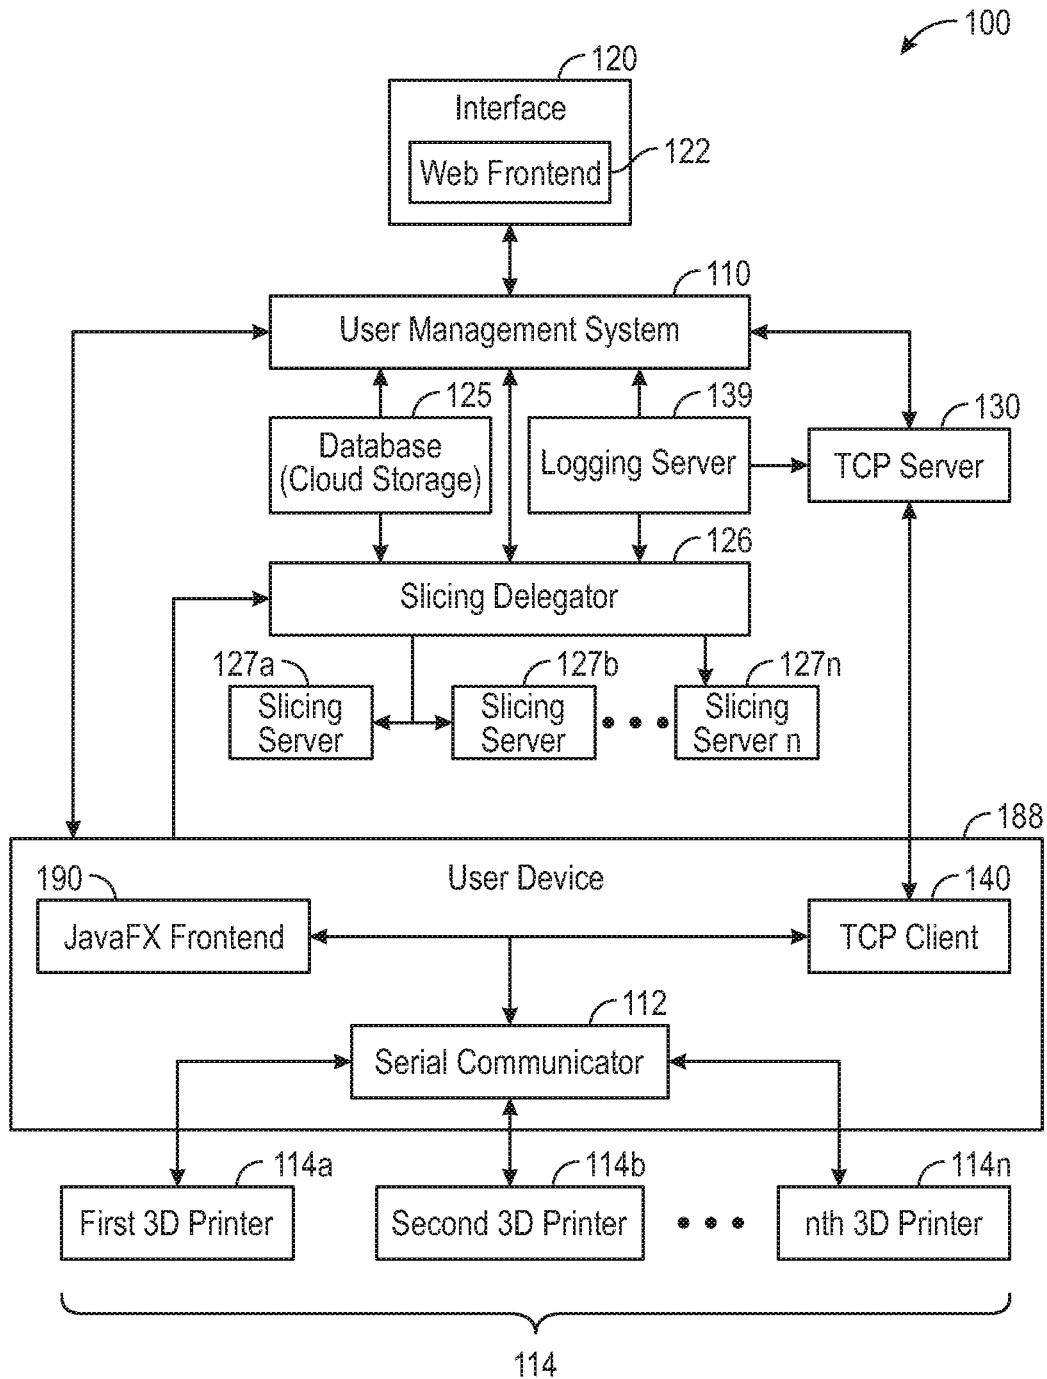 100
120
Interface
122
Web Frontend
110
User Management System
125
139
130
Database
(Cloud Storage)
Logging Server
TCP Server
126
Slicing Delegator
127a
127b
127n
Slicing
Server
Slicing
Server
Slicing
Server n
188
User Device
190
140
JavaFX Frontend
TCP Client
112
Serial Communicator
114a
114b
114n
First 3D Printer
Second 3D Printer
nth 3D Printer
114